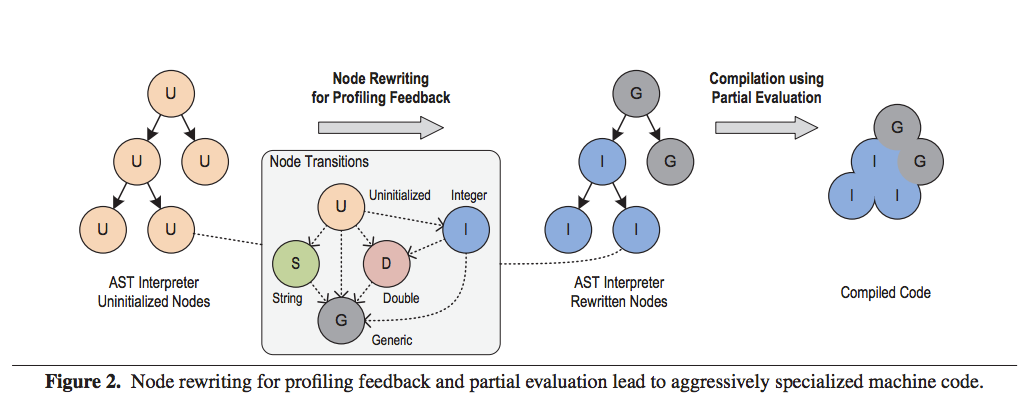 Node Rewriting
for Profiling Feedback
Compilation using
Partial Evaluation
U
U
U
U
U
AST Interpreter
Uninitialized Nodes
Node Transitions
U
Uninitialized
Integer
I
S
D
String
Double
G
Generic
G
I
G
I
I
AST Interpreter
Rewritten Nodes
G
I
G
I
I
Compiled Code
Figure 2. Node rewriting for profiling feedback and partial evaluation lead to aggressively specialized machine code.